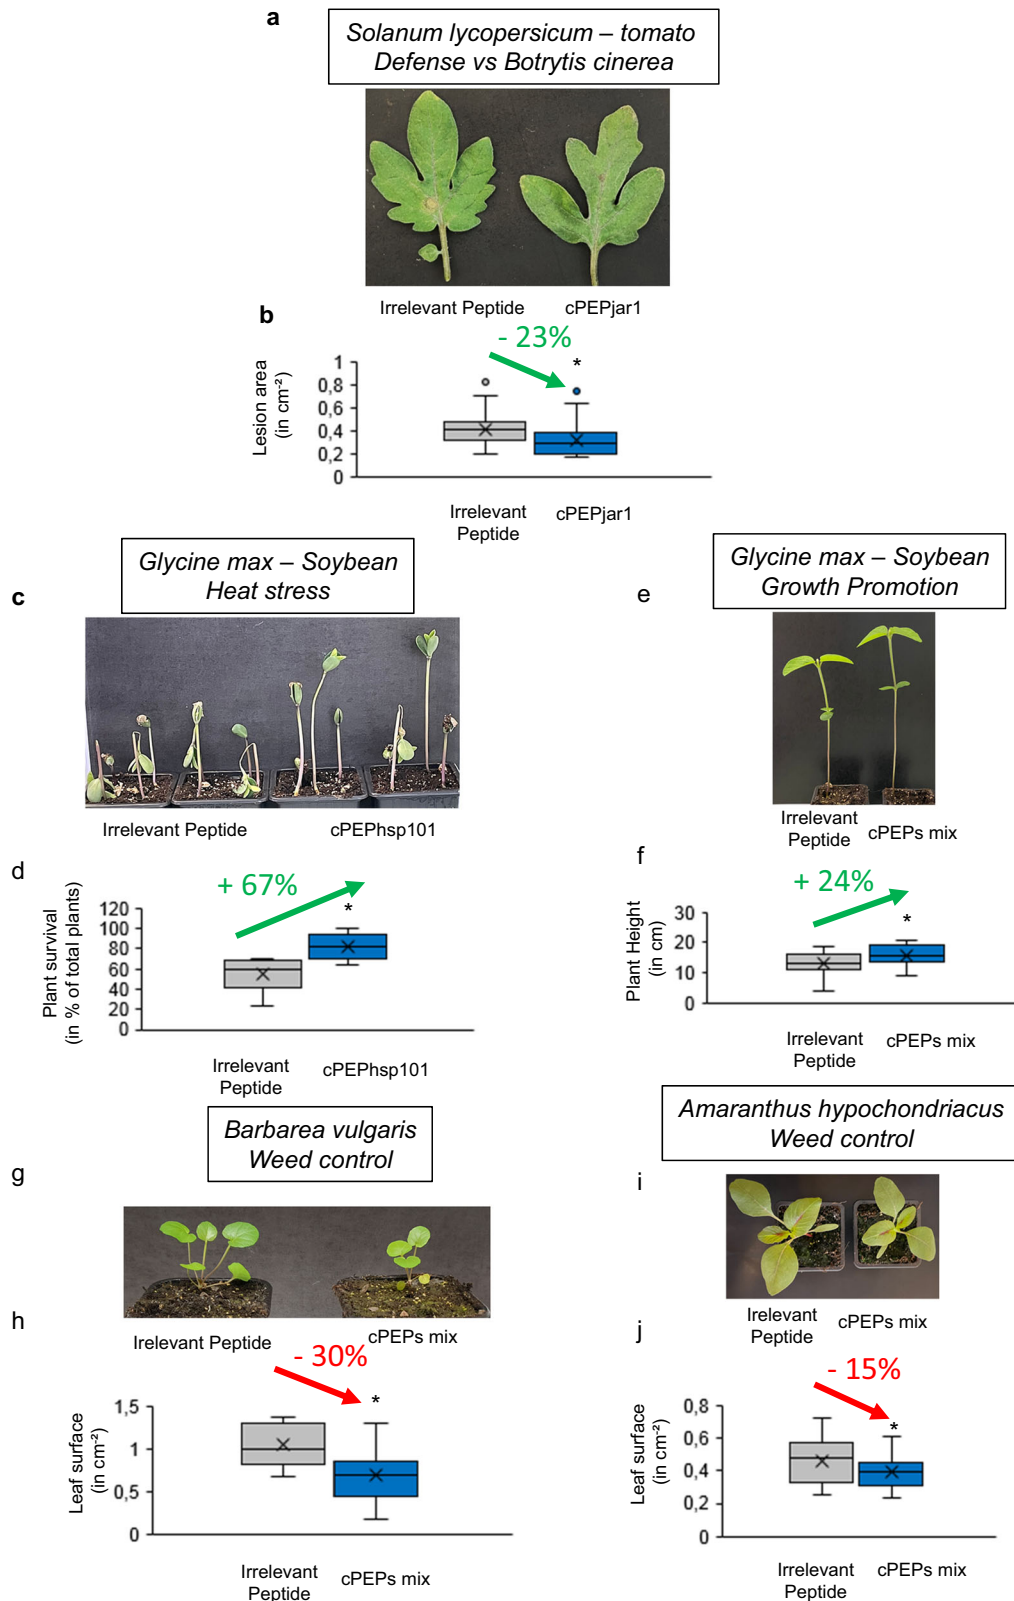 a
Solanum lycopersicum – tomato
Defense vs Botrytis cinerea
Irrelevant Peptide
cPEPjar1
b
- 23%
*
Lesion area
(in cm⁻²)
1
0,8
0,6
0,4
0,2
0
Irrelevant
Peptide
cPEPjar1
c
Glycine max – Soybean
Heat stress
Irrelevant Peptide
cPEPhsp101
d
+ 67%
*
Plant survival
(in % of total plants)
120
100
80
60
40
20
0
Irrelevant
Peptide
cPEPhsp101
e
Glycine max – Soybean
Growth Promotion
Irrelevant
Peptide
cPEPs mix
f
+ 24%
*
Plant Height
(in cm)
30
20
10
0
Irrelevant
Peptide
cPEPs mix
g
Barbarea vulgaris
Weed control
Irelevant Peptide
cPEPs mix
h
- 30%
*
Leaf surface
(in cm⁻²)
1,5
1
0,5
0
Irrelevant
Peptide
cPEPs mix
i
Amaranthus hypochondriacus
Weed control
Irelevant
Peptide
cPEPs mix
j
- 15%
*
Leaf surface
(in cm⁻²)
0,8
0,6
0,4
0,2
0
Irrelevant
Peptide
cPEPs mix